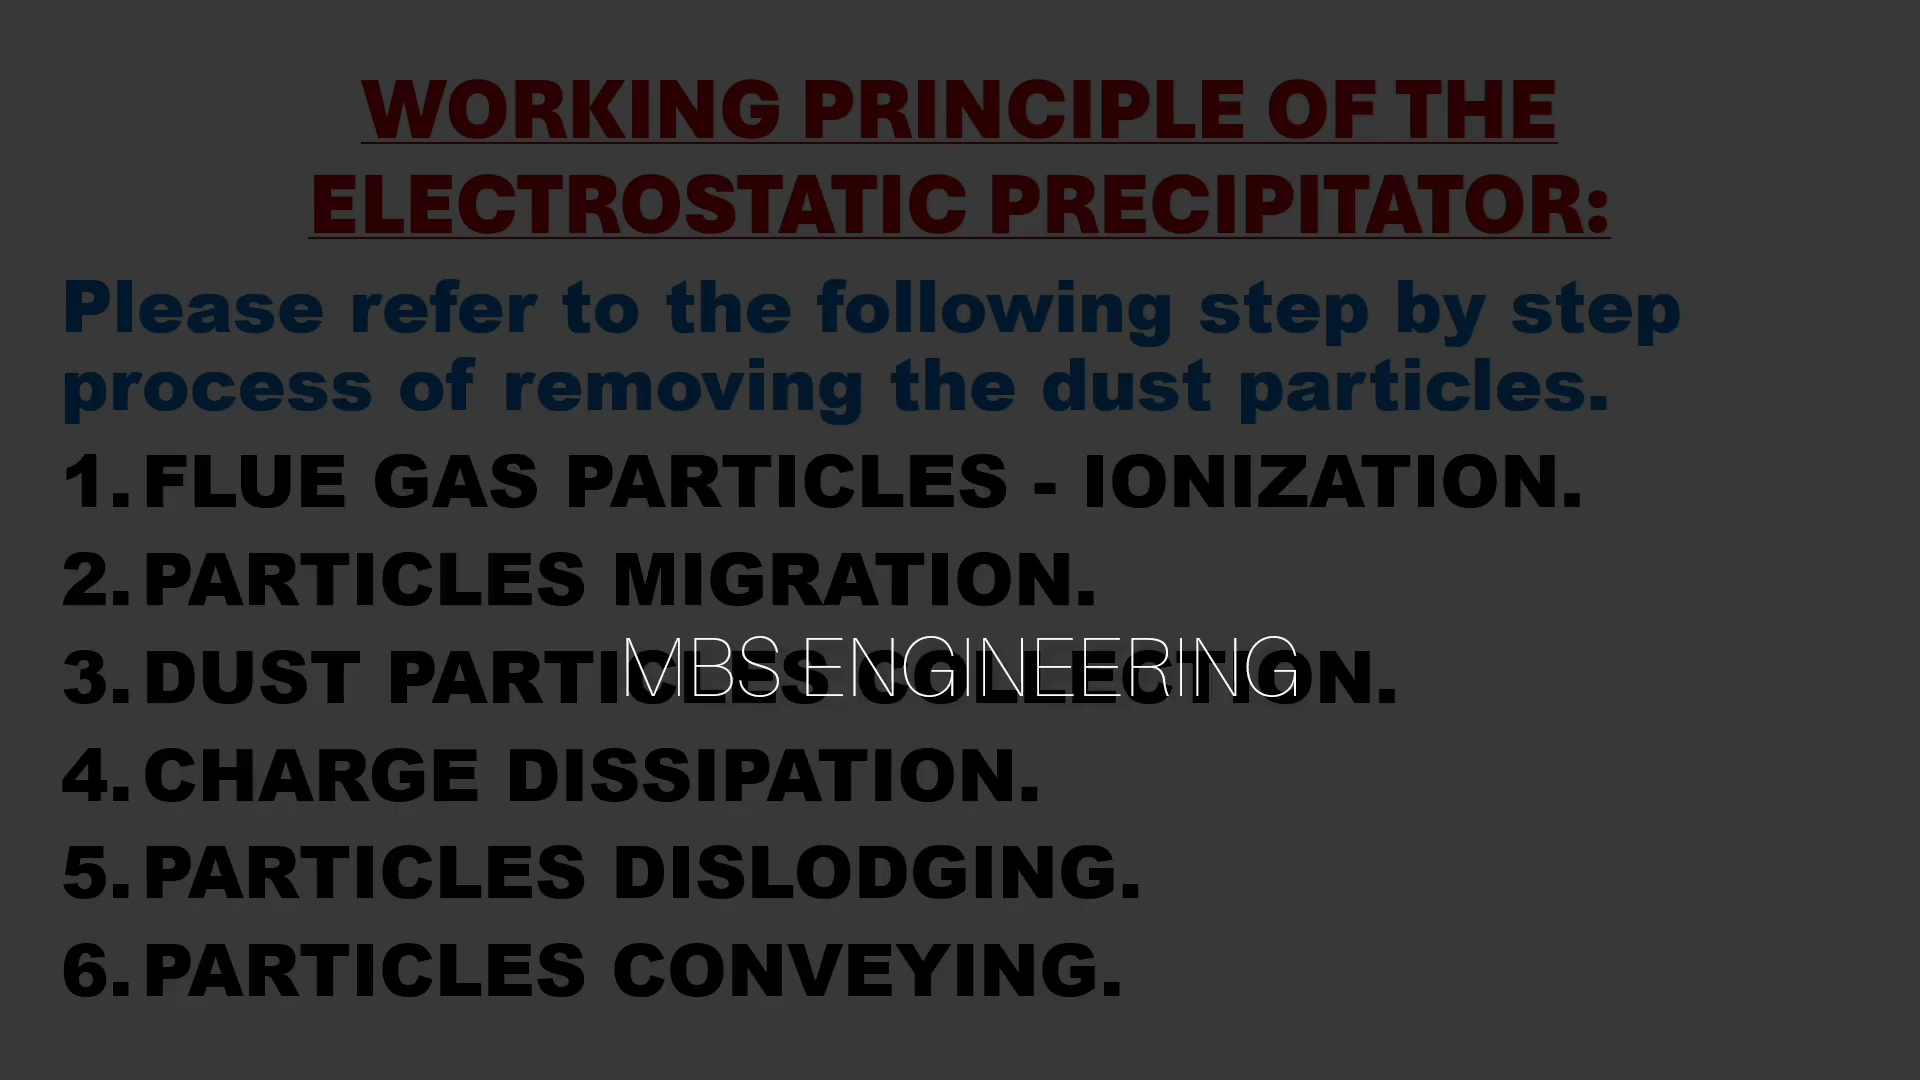 WORKING PRINCIPLE OF THE
ELECTROSTATIC PRECIPITATOR:
Please refer to the following step by step
process of removing the dust particles.
1. FLUE GAS PARTICLES - IONIZATION.
2. PARTICLES MIGRATION.
3. DUST PARTICLES COLLECTION.
MBS ENGINEERING
4. CHARGE DISSIPATION.
5. PARTICLES DISLODGING.
6. PARTICLES CONVEYING.